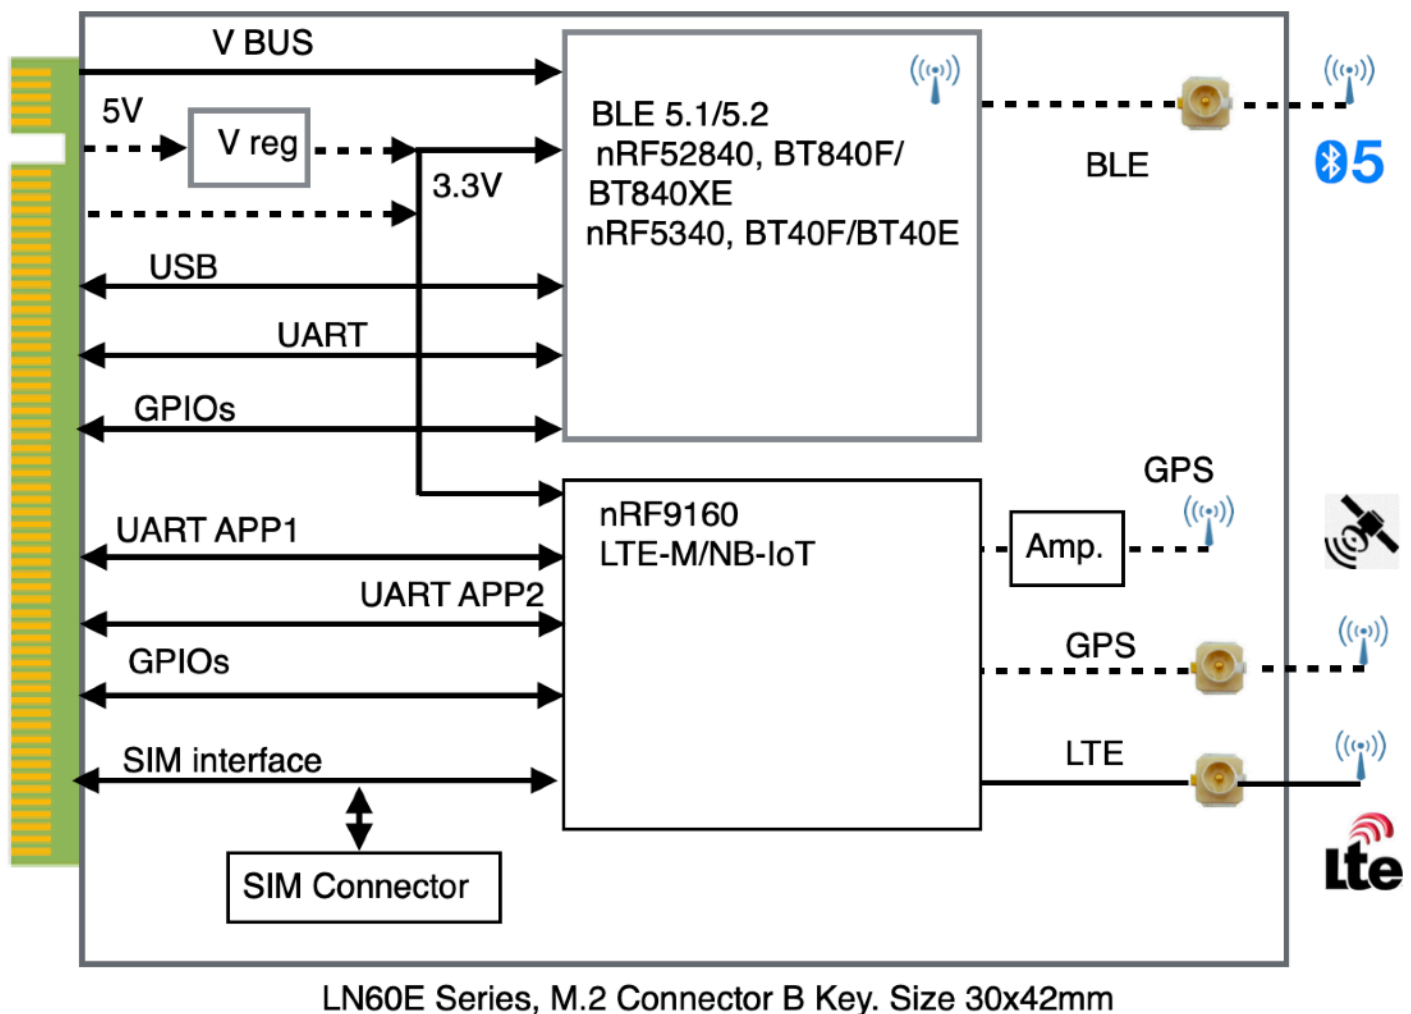 V BUS
5V
V reg
3.3V
USB
UART
GPIOs
BLE 5.1/5.2
nRF52840, BT840F/
BT840XE
nRF5340, BT40F/BT40E
BLE
5
UART APP1
UART APP2
GPIOs
SIM interface
SIM Connector
nRF9160
LTE-M/NB-IoT
Amp.
GPS
GPS
LTE
Lte
LN60E Series, M.2 Connector B Key. Size 30x42mm